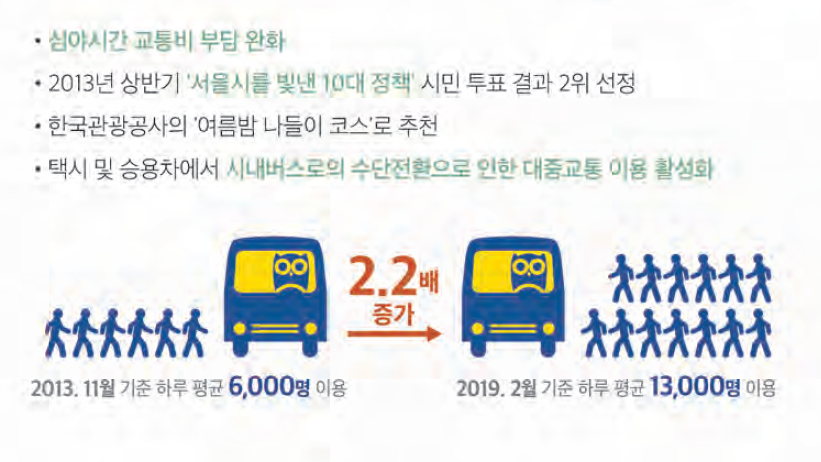 • 심야시간 교통비 부담 완화
• 2013년 상반기 '서울시를 빛낸 10대 정책' 시민 투표 결과 2위 선정
• 한국관광공사의 '여름밤 나들이 코스'로 추천
• 택시 및 승용차에서 시내버스로의 수단전환으로 인한 대중교통 이용 활성화
2.2배
증가
2013. 11월 기준 하루 평균 6,000명 이용
2019. 2월 기준 하루 평균 13,000명 이용